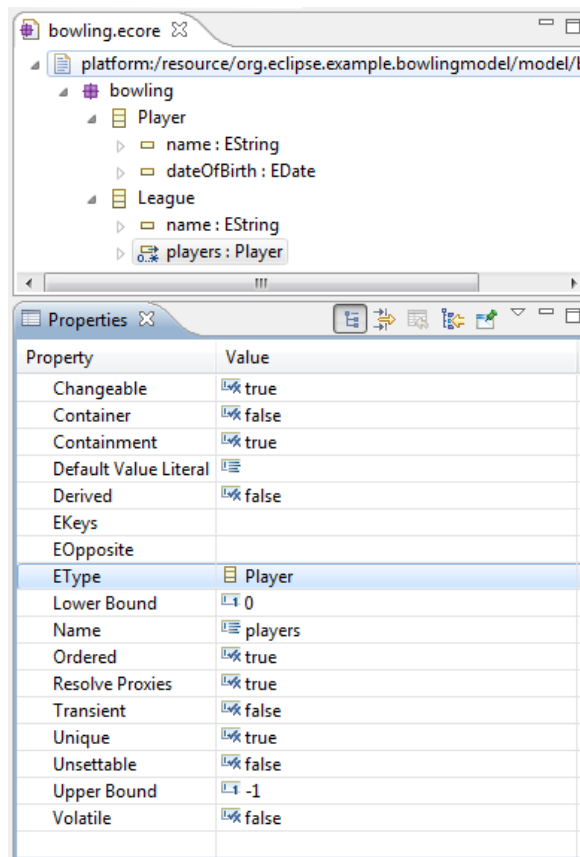 bowling.ecore
platform:/resource/org.eclipse.example.bowlingmodel/model/b
bowling
Player
name : EString
dateOfBirth : EDate
League
name : EString
0..* players : Player
Properties
Property Value
Changeable true
Container false
Containment true
Default Value Literal
Derived false
EKeys
EOpposite
EType Player
Lower Bound 0
Name players
Ordered true
Resolve Proxies true
Transient false
Unique true
Unsettable false
Upper Bound -1
Volatile false